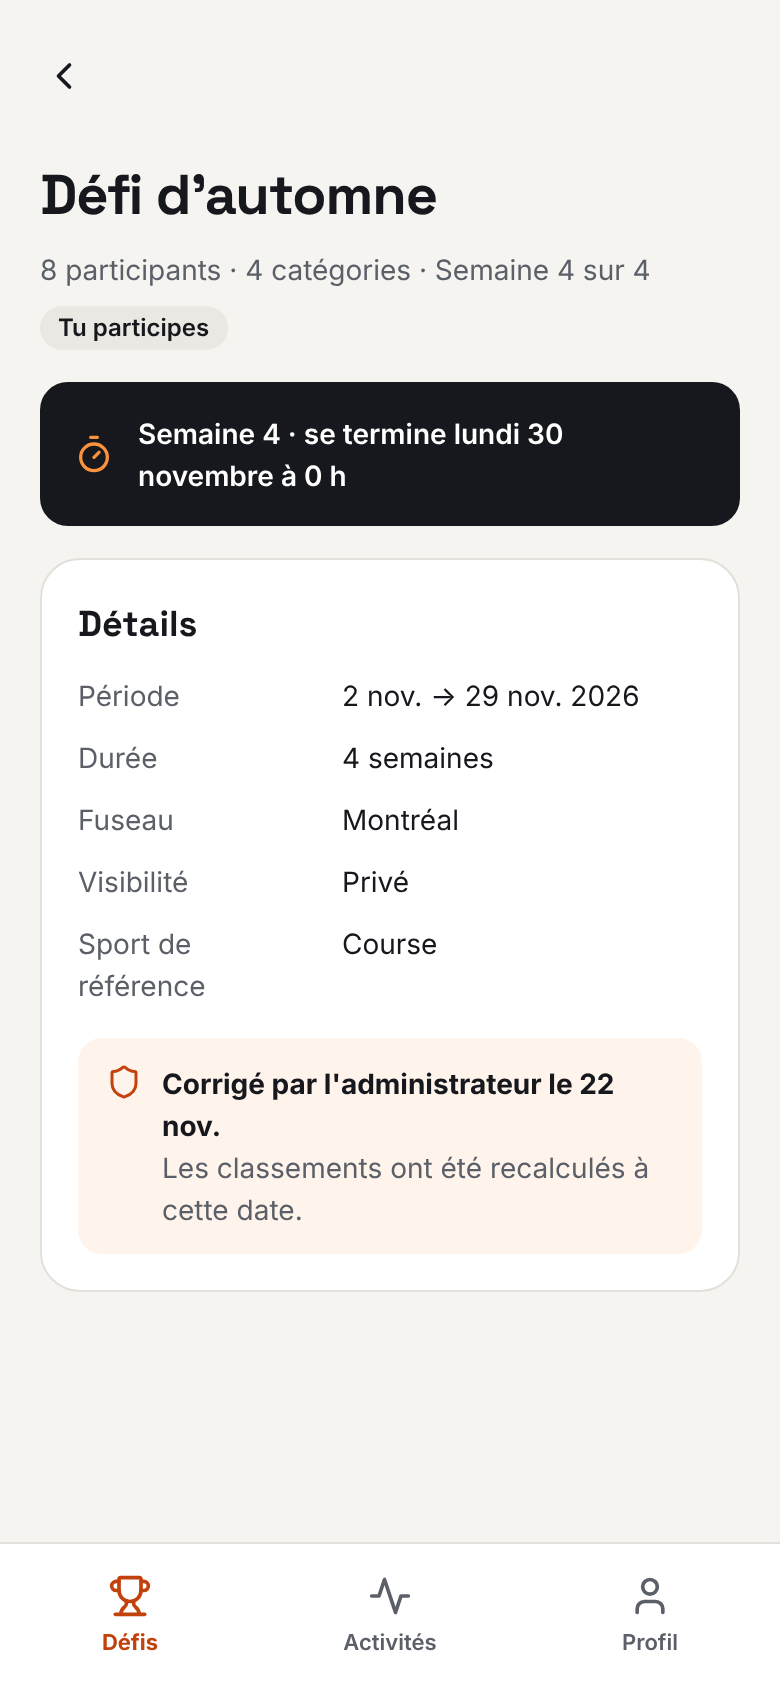 Défi d’automne
8 participants · 4 catégories · Semaine 4 sur 4
Tu participes
Semaine 4 · se termine lundi 30
novembre à 0 h
Détails
Période 2 nov. → 29 nov. 2026
Durée 4 semaines
Fuseau Montréal
Visibilité Privé
Sport de Course
référence
Corrigé par l'administrateur le 22
nov.
Les classements ont été recalculés à
cette date.
Défis Activités Profil